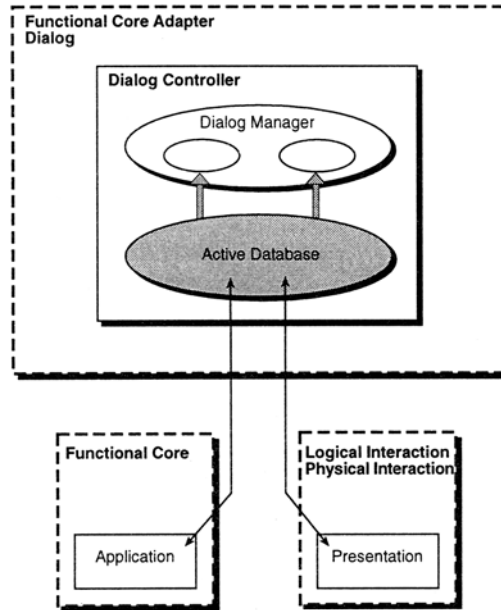 Functional Core Adapter
Dialog
Dialog Controller
Dialog Manager
Active Database
Functional Core
Logical Interaction
Physical Interaction
Application
Presentation